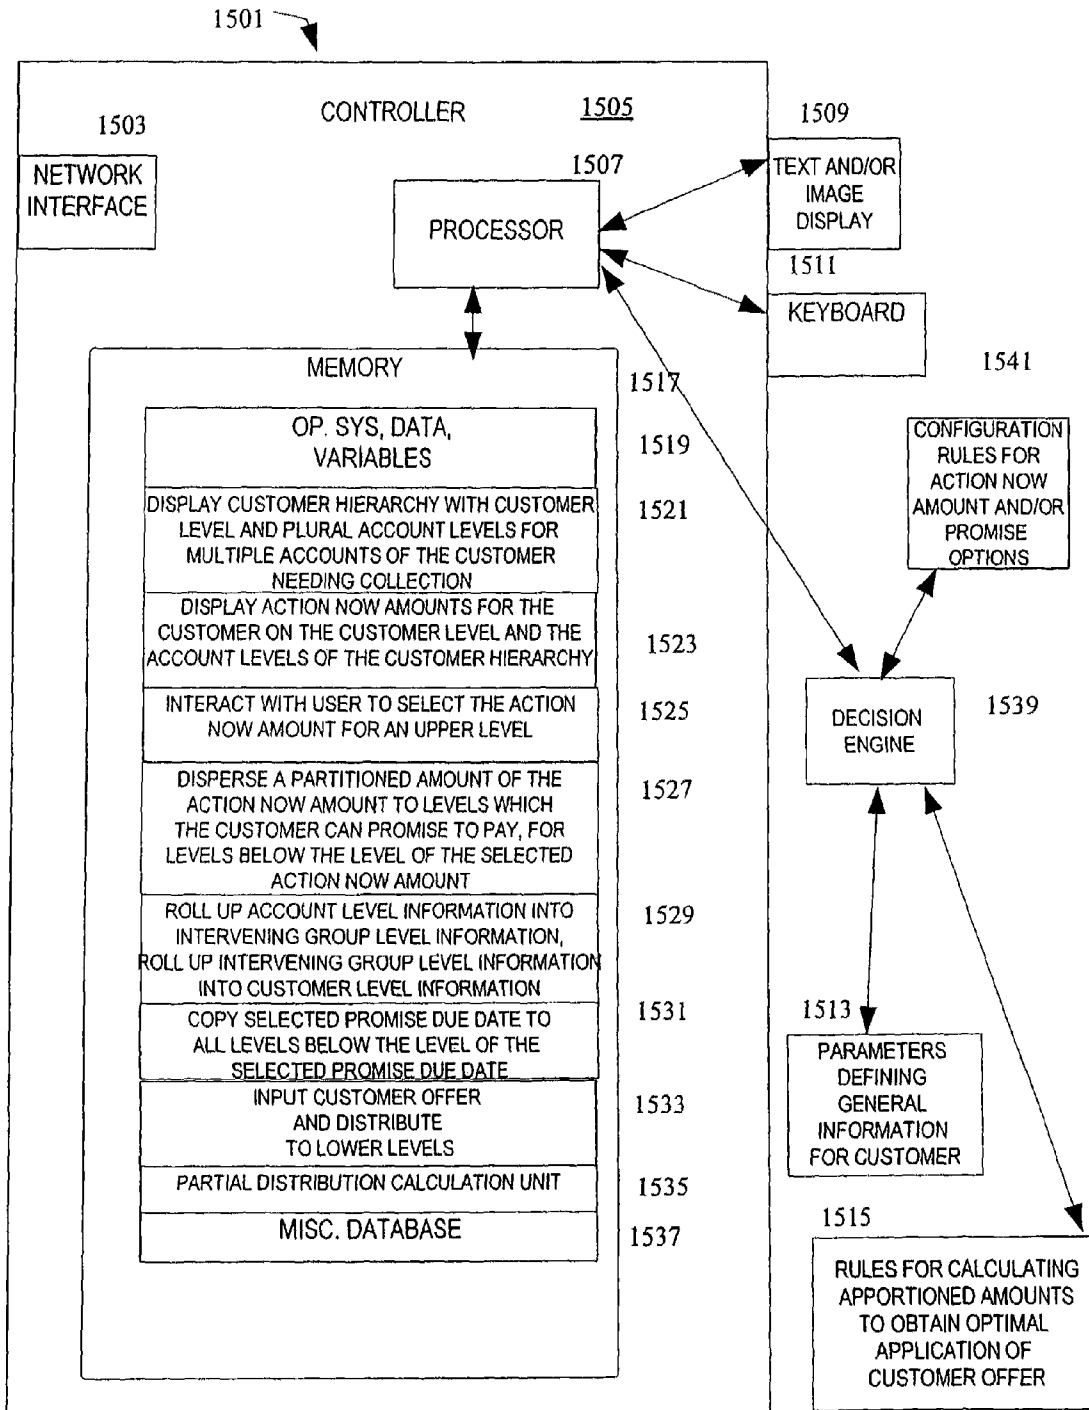 1501
CONTROLLER
1505
1503
NETWORK
INTERFACE
1507
PROCESSOR
1509
TEXT AND/OR
IMAGE
DISPLAY
1511
KEYBOARD
MEMORY
1517
OP. SYS, DATA,
VARIABLES
1519
DISPLAY CUSTOMER HIERARCHY WITH CUSTOMER
LEVEL AND PLURAL ACCOUNT LEVELS FOR
MULTIPLE ACCOUNTS OF THE CUSTOMER
NEEDING COLLECTION
1521
DISPLAY ACTION NOW AMOUNTS FOR THE
CUSTOMER ON THE CUSTOMER LEVEL AND THE
ACCOUNT LEVELS OF THE CUSTOMER HIERARCHY
1523
INTERACT WITH USER TO SELECT THE ACTION
NOW AMOUNT FOR AN UPPER LEVEL
1525
DISPERSE A PARTITIONED AMOUNT OF THE
ACTION NOW AMOUNT TO LEVELS WHICH
THE CUSTOMER CAN PROMISE TO PAY, FOR
LEVELS BELOW THE LEVEL OF THE SELECTED
ACTION NOW AMOUNT
1527
ROLL UP ACCOUNT LEVEL INFORMATION INTO
INTERVENING GROUP LEVEL INFORMATION,
ROLL UP INTERVENING GROUP LEVEL INFORMATION
INTO CUSTOMER LEVEL INFORMATION
1529
COPY SELECTED PROMISE DUE DATE TO
ALL LEVELS BELOW THE LEVEL OF THE
SELECTED PROMISE DUE DATE
1531
INPUT CUSTOMER OFFER
AND DISTRIBUTE
TO LOWER LEVELS
1533
PARTIAL DISTRIBUTION CALCULATION UNIT
1535
MISC. DATABASE
1537
1541
CONFIGURATION
RULES FOR
ACTION NOW
AMOUNT AND/OR
PROMISE
OPTIONS
DECISION
ENGINE
1539
1513
PARAMETERS
DEFINING
GENERAL
INFORMATION
FOR CUSTOMER
1515
RULES FOR CALCULATING
APPORTIONED AMOUNTS
TO OBTAIN OPTIMAL
APPLICATION OF
CUSTOMER OFFER